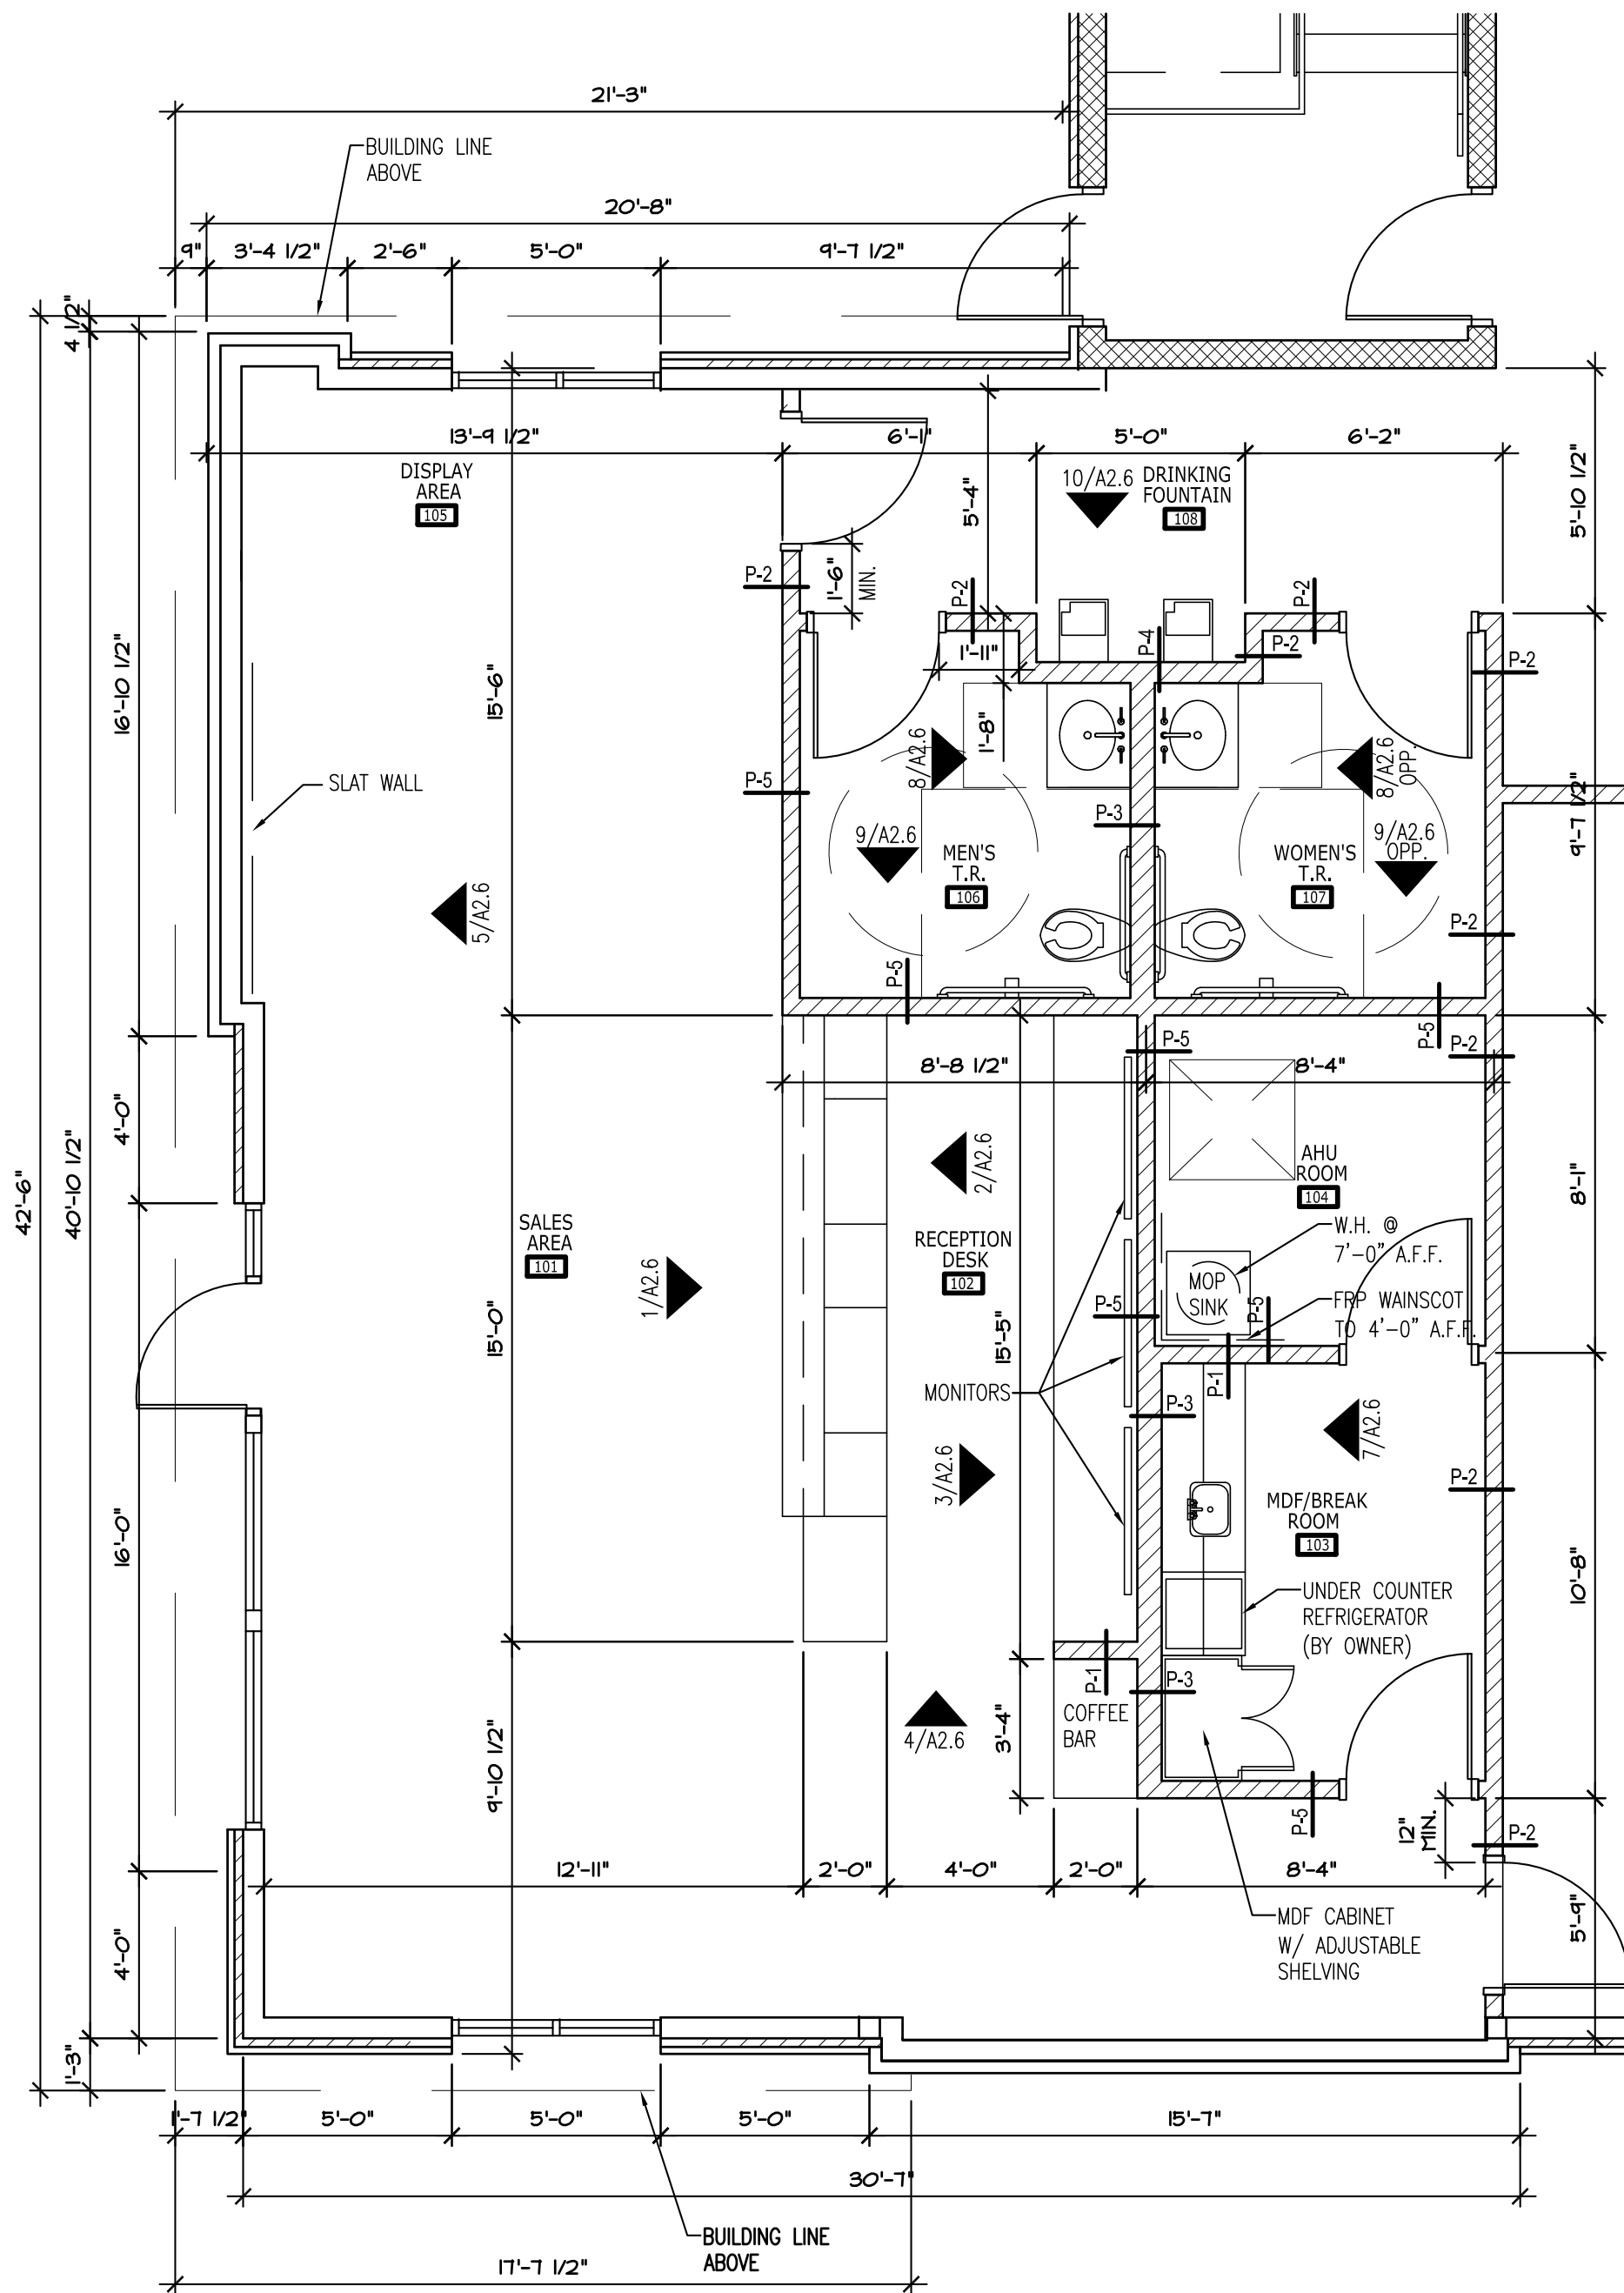 21'-3"
BUILDING LINE
ABOVE
20'-8"
9"
3'-4 1/2"
2'-6"
5'-0"
9'-7 1/2"
4 1/2"
13'-9 1/2"
6'-1"
5'-0"
6'-2"
DISPLAY
AREA
105
10/A2.6
DRINKING
FOUNTAIN
108
5'-4"
5'-10 1/2"
1'-6"
MIN.
P-2
P-2
P-2
P-4
P-2
1'-11"
P-2
16'-10 1/2"
15'-6"
1'-8"
8/A2.6
8/A2.6
OPP.
SLAT WALL
P-5
P-3
9'-7 1/2"
9/A2.6
MEN'S
T.R.
106
WOMEN'S
T.R.
107
9/A2.6
OPP.
5/A2.6
P-2
P-5
P-5
P-5
P-2
8'-8 1/2"
8'-4"
4'-0"
2/A2.6
AHU
ROOM
104
8'-1"
42'-6"
40'-10 1/2"
SALES
AREA
101
RECEPTION
DESK
102
W.H. @
7'-0" A.F.F.
1/A2.6
MOP
SINK
P-5
P-5
FRP WAINSCOT
TO 4'-0" A.F.F.
15'-0"
15'-5"
MONITORS
P-1
P-3
7/A2.6
3/A2.6
P-2
MDF/BREAK
ROOM
103
16'-0"
10'-8"
UNDER COUNTER
REFRIGERATOR
(BY OWNER)
P-1
P-3
COFFEE
BAR
3'-4"
4/A2.6
9'-10 1/2"
P-5
12"
MIN.
P-2
12'-11"
2'-0"
4'-0"
2'-0"
8'-4"
5'-9"
4'-0"
MDF CABINET
W/ ADJUSTABLE
SHELVING
1'-3"
1'-7 1/2"
5'-0"
5'-0"
5'-0"
15'-7"
30'-7"
BUILDING LINE
ABOVE
17'-7 1/2"